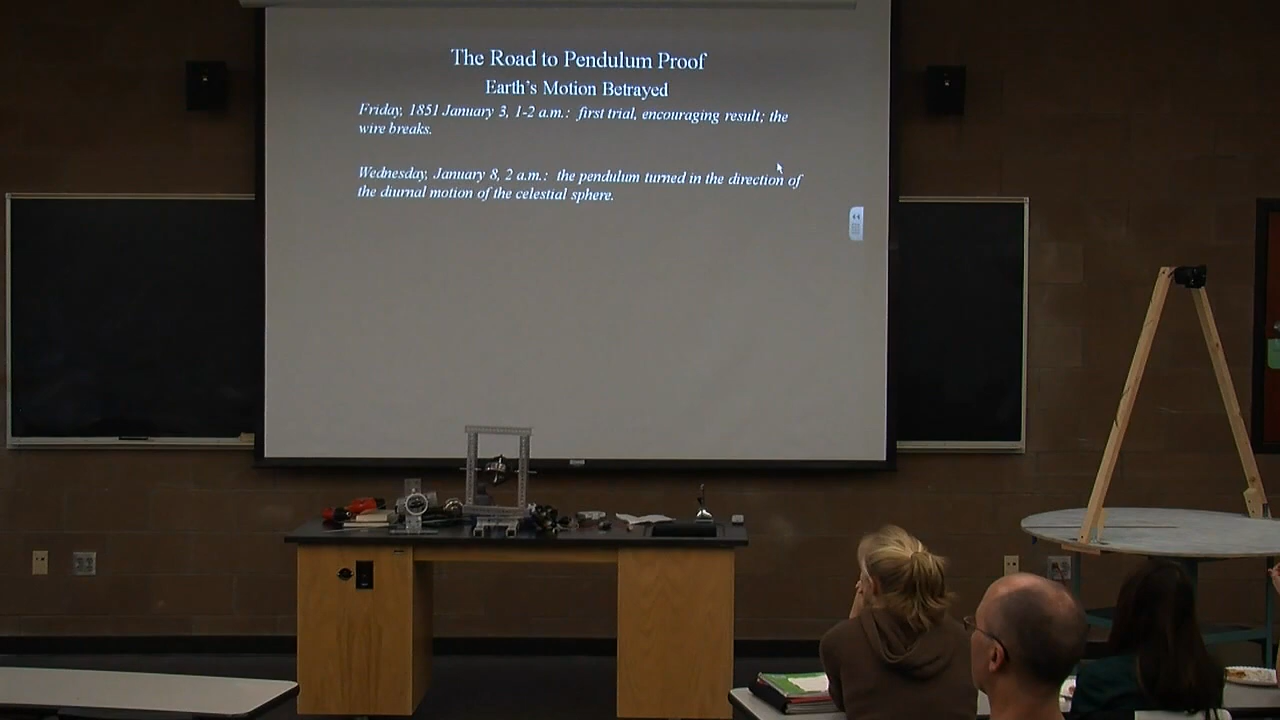 The Road to Pendulum Proof
Earth's Motion Betrayed
Friday, 1851 January 3, 1-2 a.m.: first trial, encouraging result; the
wire breaks.
Wednesday, January 8, 2 a.m.: the pendulum turned in the direction of
the diurnal motion of the celestial sphere.